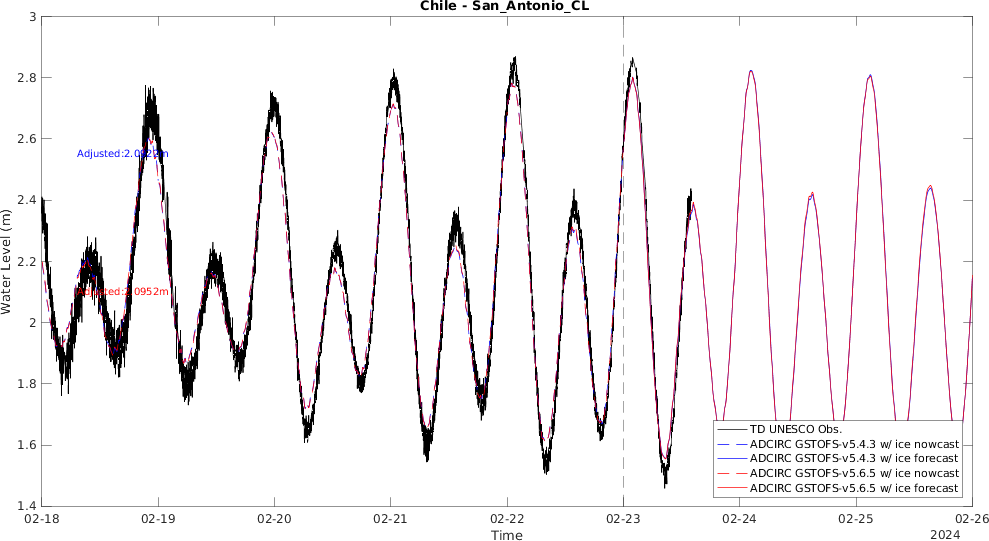 Chile - San_Antonio_CL
3
2.8
2.6
2.4
2.2
2
1.8
1.6
1.4
Water Level (m)
Adjusted:2.0
Adjusted:2.0952m
TD UNESCO Obs.
ADCIRC GSTOFS-v5.4.3 w/ ice nowcast
ADCIRC GSTOFS-v5.4.3 w/ ice forecast
ADCIRC GSTOFS-v5.6.5 w/ ice nowcast
ADCIRC GSTOFS-v5.6.5 w/ ice forecast
02-18
02-19
02-20
02-21
02-22
02-23
02-24
02-25
02-26
Time
2024